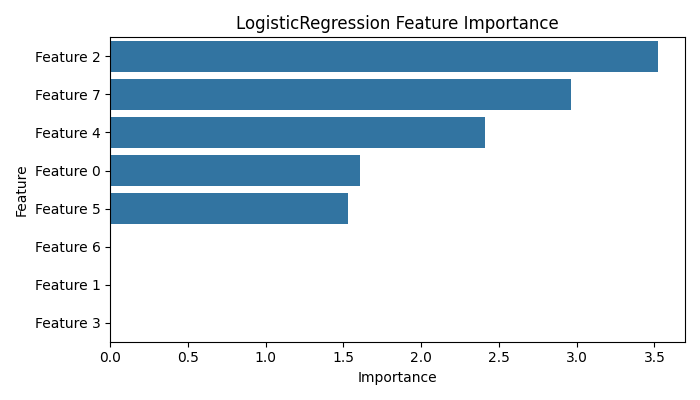 LogisticRegression Feature Importance
Feature 2
Feature 7
Feature 4
Feature 0
Feature 5
Feature 6
Feature 1
Feature 3
Feature
0.0 0.5 1.0 1.5 2.0 2.5 3.0 3.5
Importance